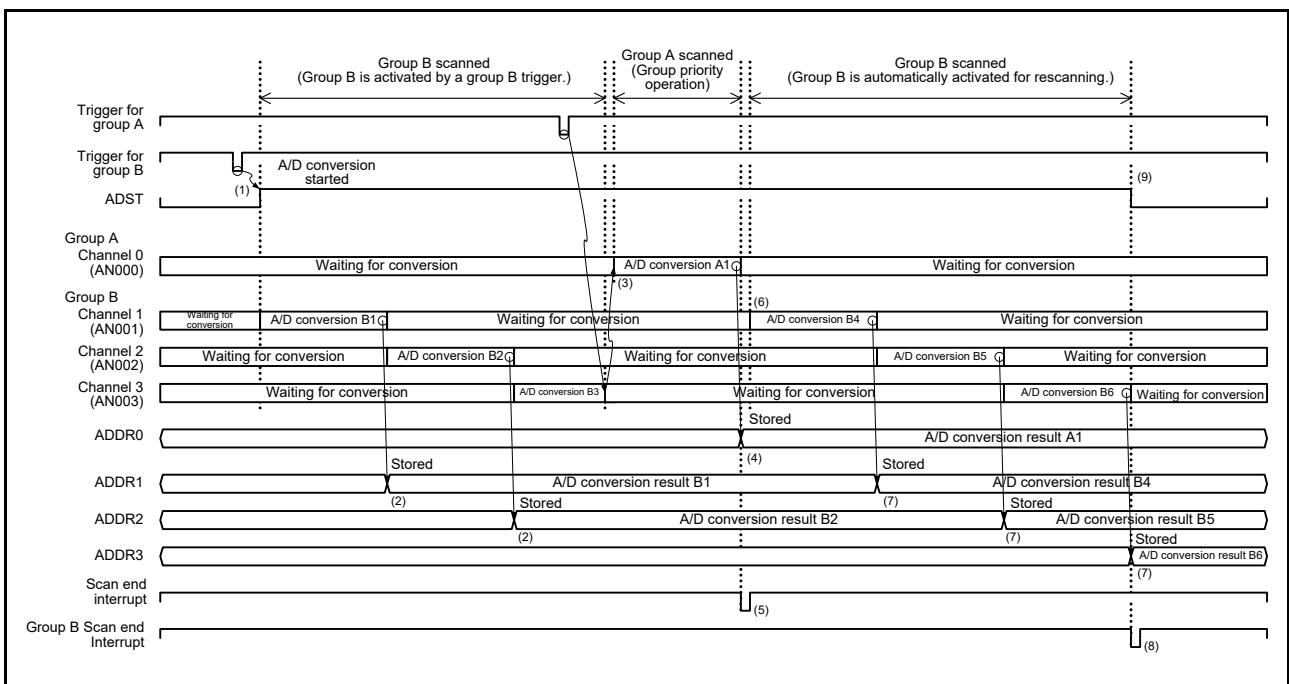 Group B scanned
(Group B is activated by a group B trigger.)
Group A scanned
(Group priority
operation)
Group B scanned
(Group B is automatically activated for rescanning.)
Trigger for
group A
Trigger for
group B
A/D conversion
started
(1)
(9)
ADST
Group A
Channel 0
(AN000)
Waiting for conversion
A/D conversion A1
Waiting for conversion
(3)
Group B
Channel 1
(AN001)
Waiting for
conversion
A/D conversion B1
Waiting for conversion
(6)
A/D conversion B4
Waiting for conversion
Channel 2
(AN002)
Waiting for conversion
A/D conversion B2
Waiting for conversion
A/D conversion B5
Waiting for conversion
Channel 3
(AN003)
Waiting for conversion
A/D conversion B3
Waiting for conversion
A/D conversion B6
Waiting for conversion
Stored
ADDR0
A/D conversion result A1
(4)
Stored
Stored
ADDR1
A/D conversion result B1
A/D conversion result B4
(2)
(7)
Stored
Stored
ADDR2
A/D conversion result B2
A/D conversion result B5
(2)
(7)
Stored
ADDR3
A/D conversion result B6
(7)
Scan end
interrupt
(5)
Group B Scan end
Interrupt
(8)